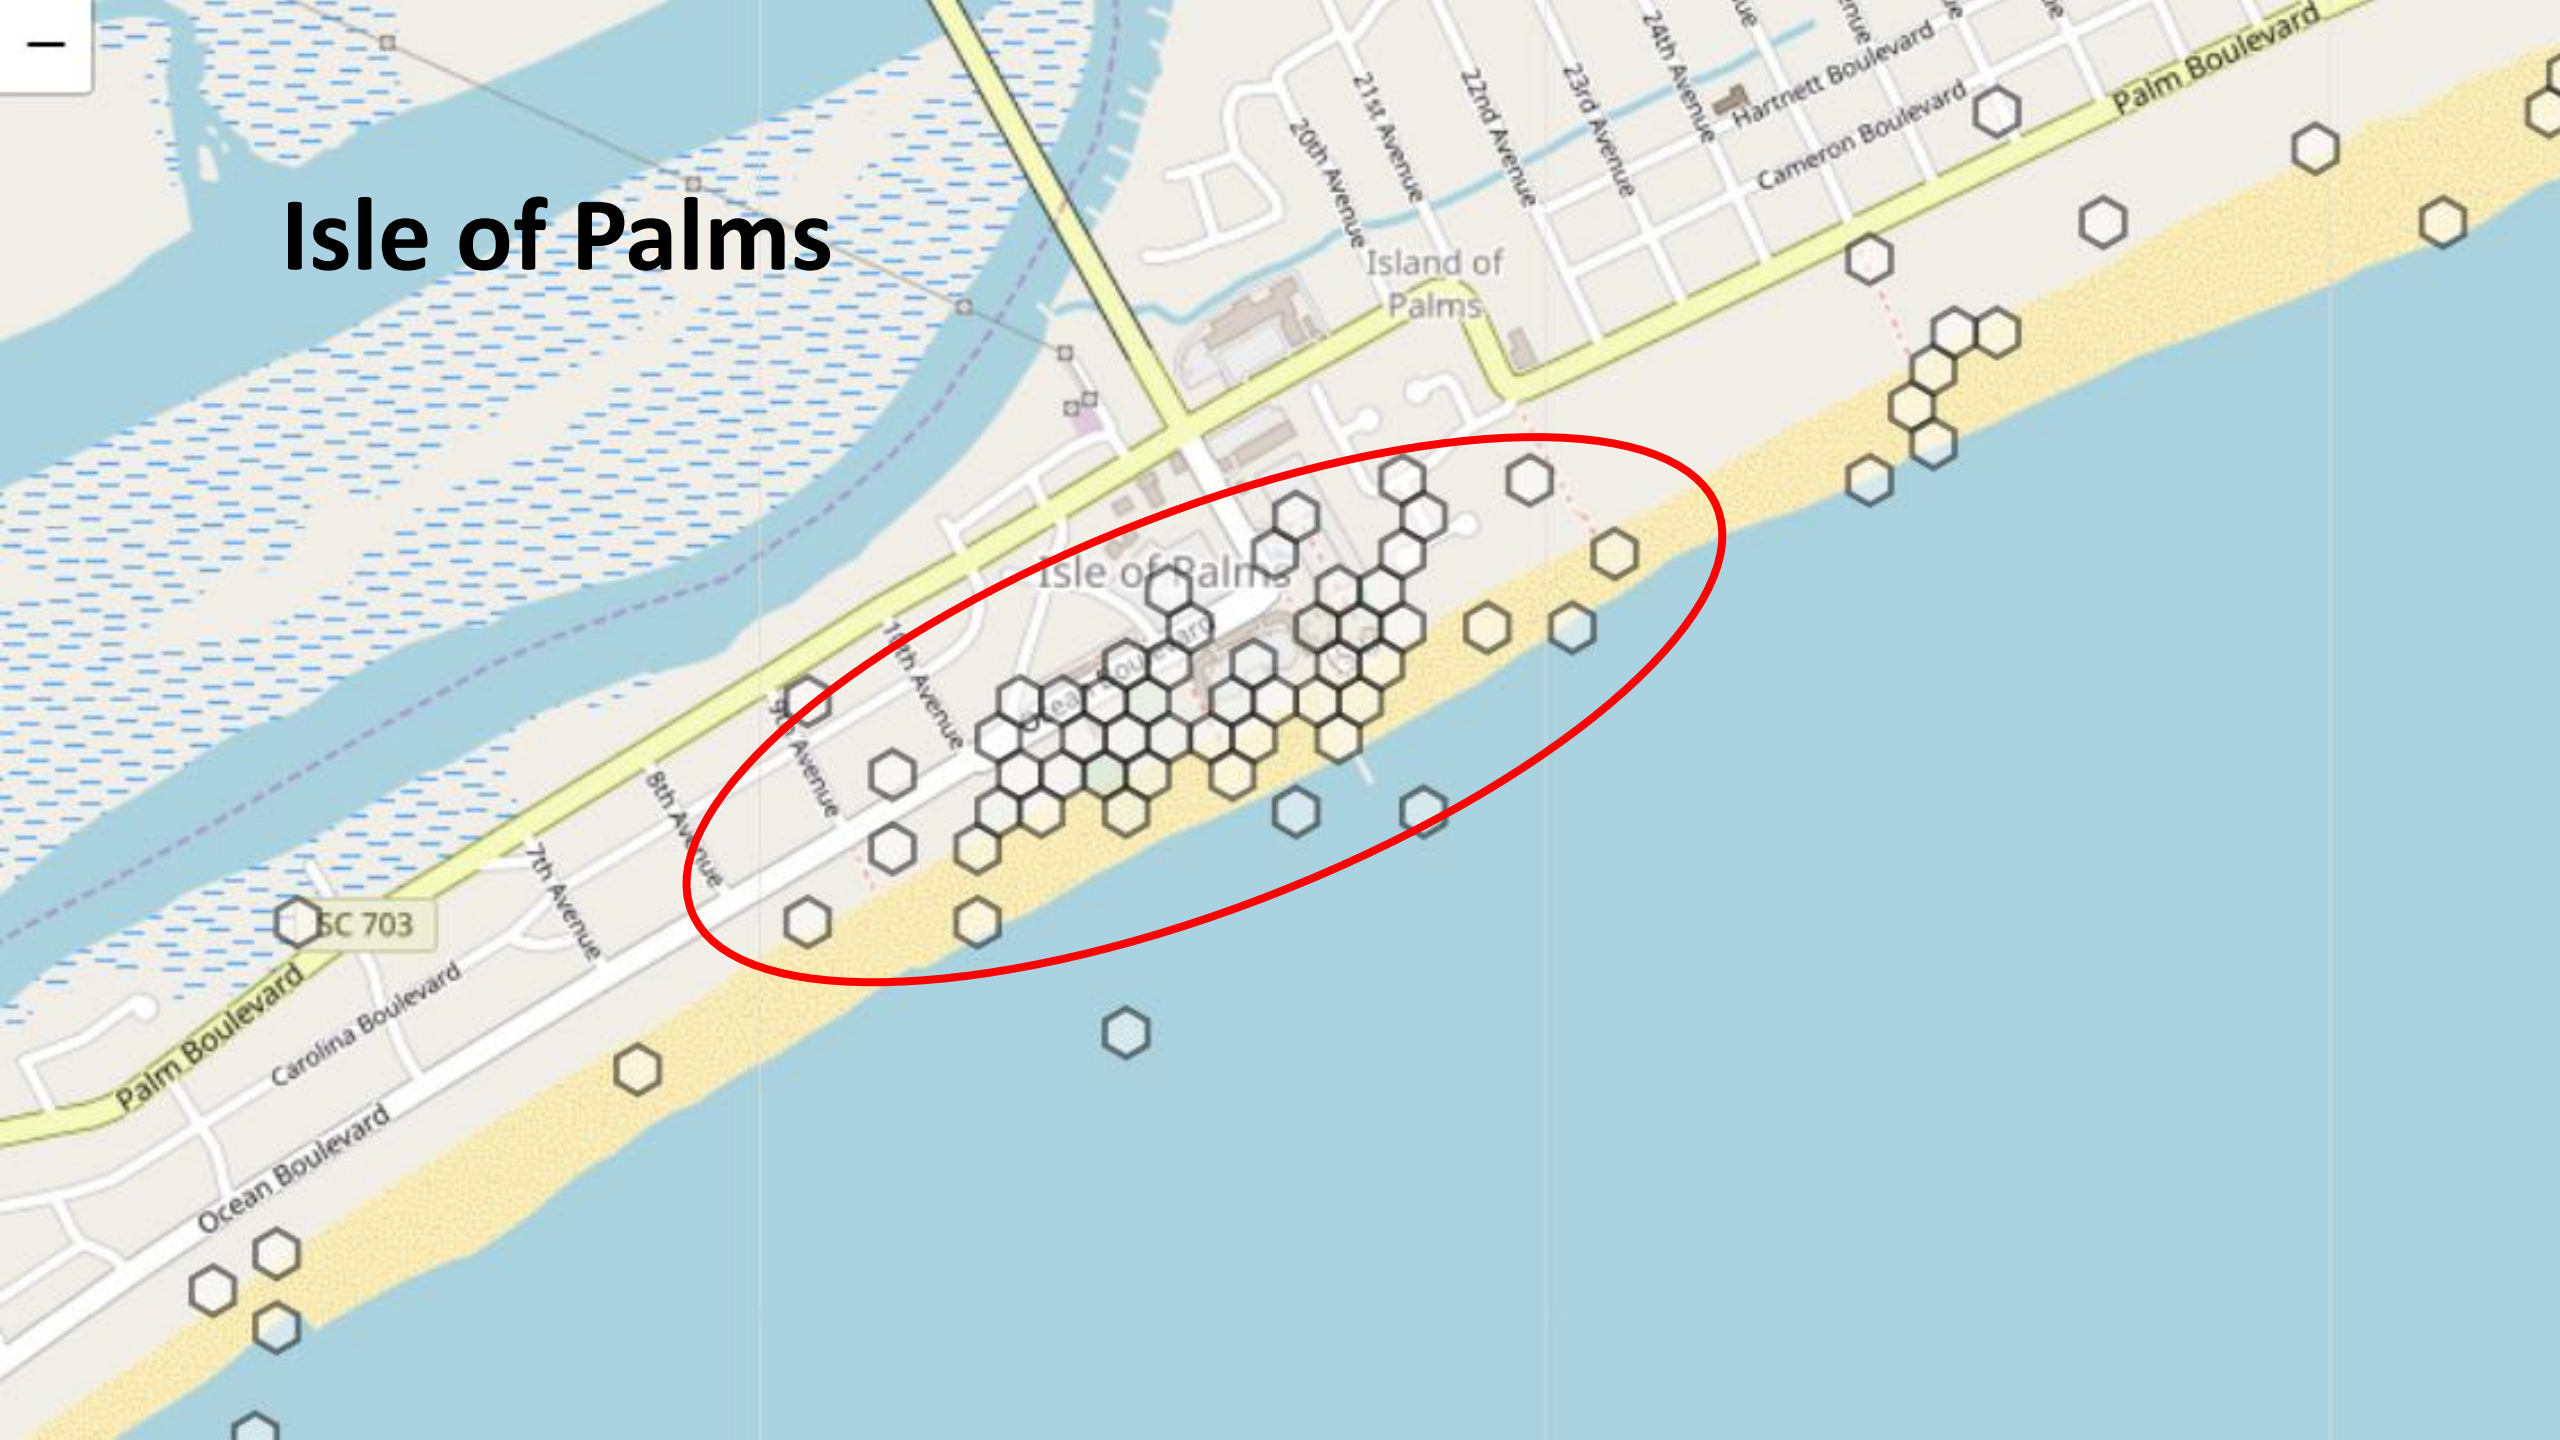 −
Isle of Palms
20th Avenue
21st Avenue
22nd Avenue
23rd Avenue
24th Avenue
Hartnett Boulevard
Cameron Boulevard
Palm Boulevard
Island of
Palms
Isle of Palms
Ocean Boulevard
10th Avenue
9th Avenue
8th Avenue
7th Avenue
SC 703
Palm Boulevard
Carolina Boulevard
Ocean Boulevard